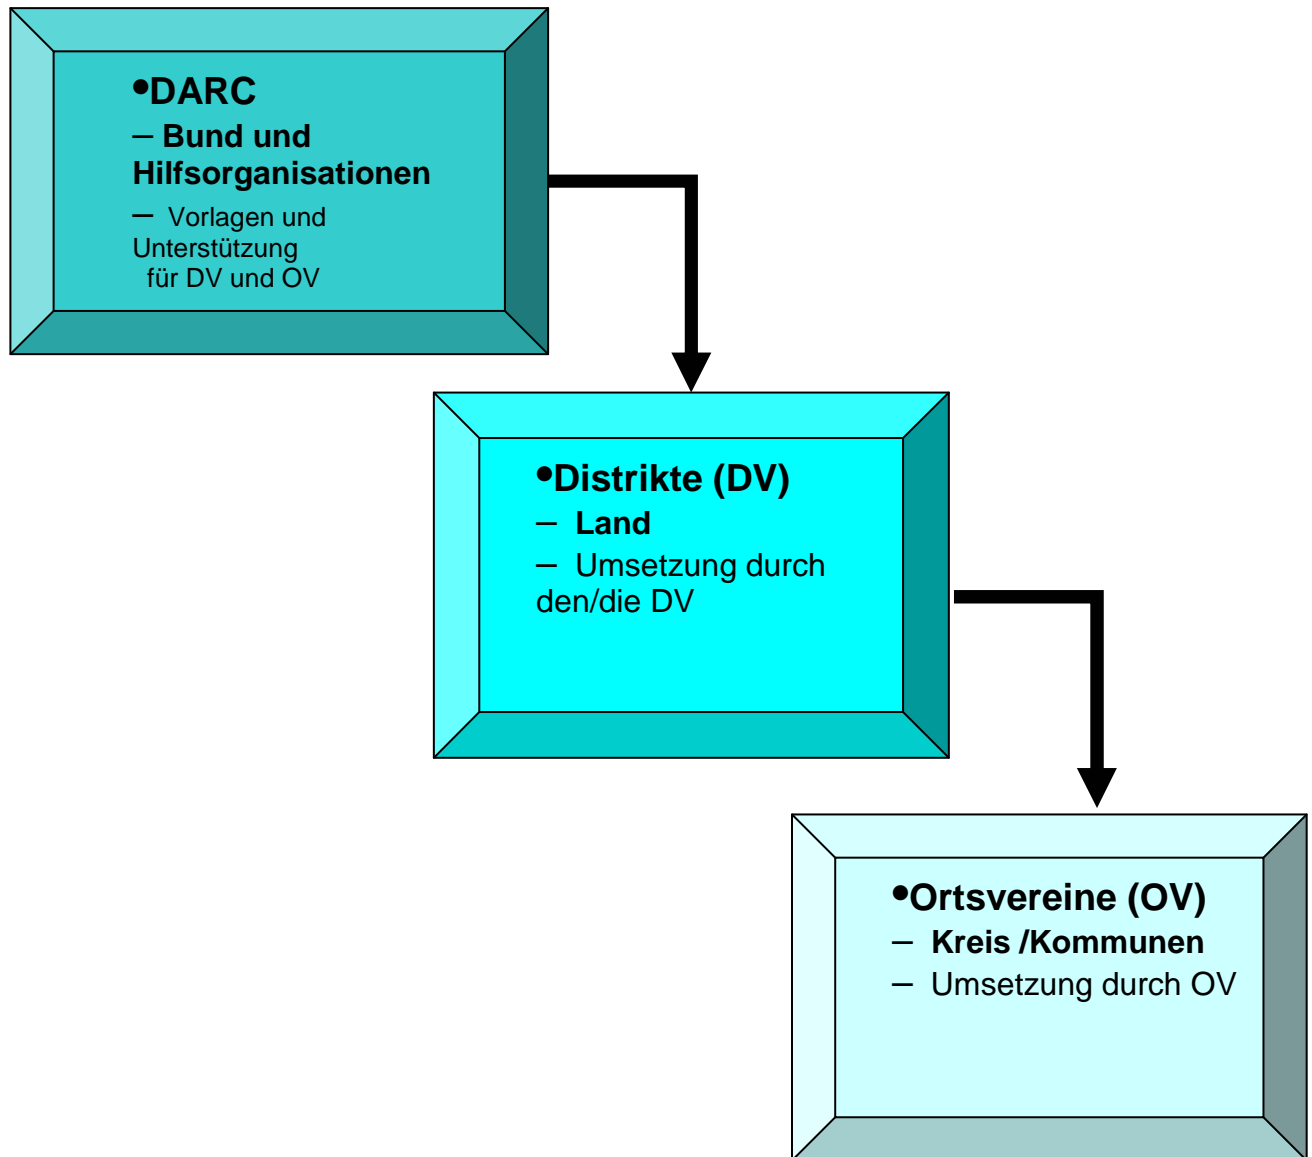 •DARC
– Bund und
Hilfsorganisationen
– Vorlagen und
Unterstützung
für DV und OV
•Distrikte (DV)
– Land
– Umsetzung durch
den/die DV
•Ortsvereine (OV)
– Kreis /Kommunen
– Umsetzung durch OV